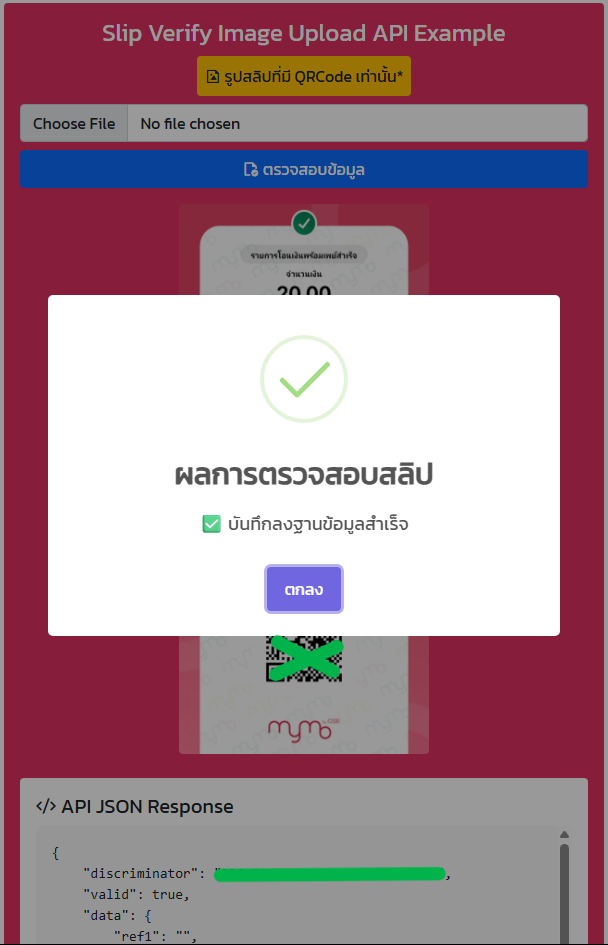 Slip Verify Image Upload API Example
รูปสลิปที่มี QRCode เท่านั้น*
Choose File No file chosen
ตรวจสอบข้อมูล
รายการโอนเงินพร้อมเพย์สำเร็จ
จำนวนเงิน
20.00
ผลการตรวจสอบสลิป
บันทึกลงฐานข้อมูลสำเร็จ
ตกลง
mymo by GSB
</> API JSON Response
{
"discriminator": " ,
"valid": true,
"data": {
"ref1": "",